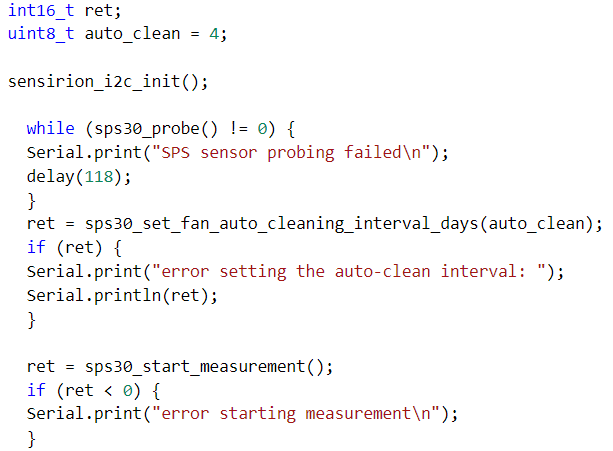 int16_t ret;
uint8_t auto_clean = 4;
sensirion_i2c_init();
while (sps30_probe() != 0) {
Serial.print("SPS sensor probing failed\n");
delay(118);
}
ret = sps30_set_fan_auto_cleaning_interval_days(auto_clean);
if (ret) {
Serial.print("error setting the auto-clean interval: ");
Serial.println(ret);
}
ret = sps30_start_measurement();
if (ret < 0) {
Serial.print("error starting measurement\n");
}